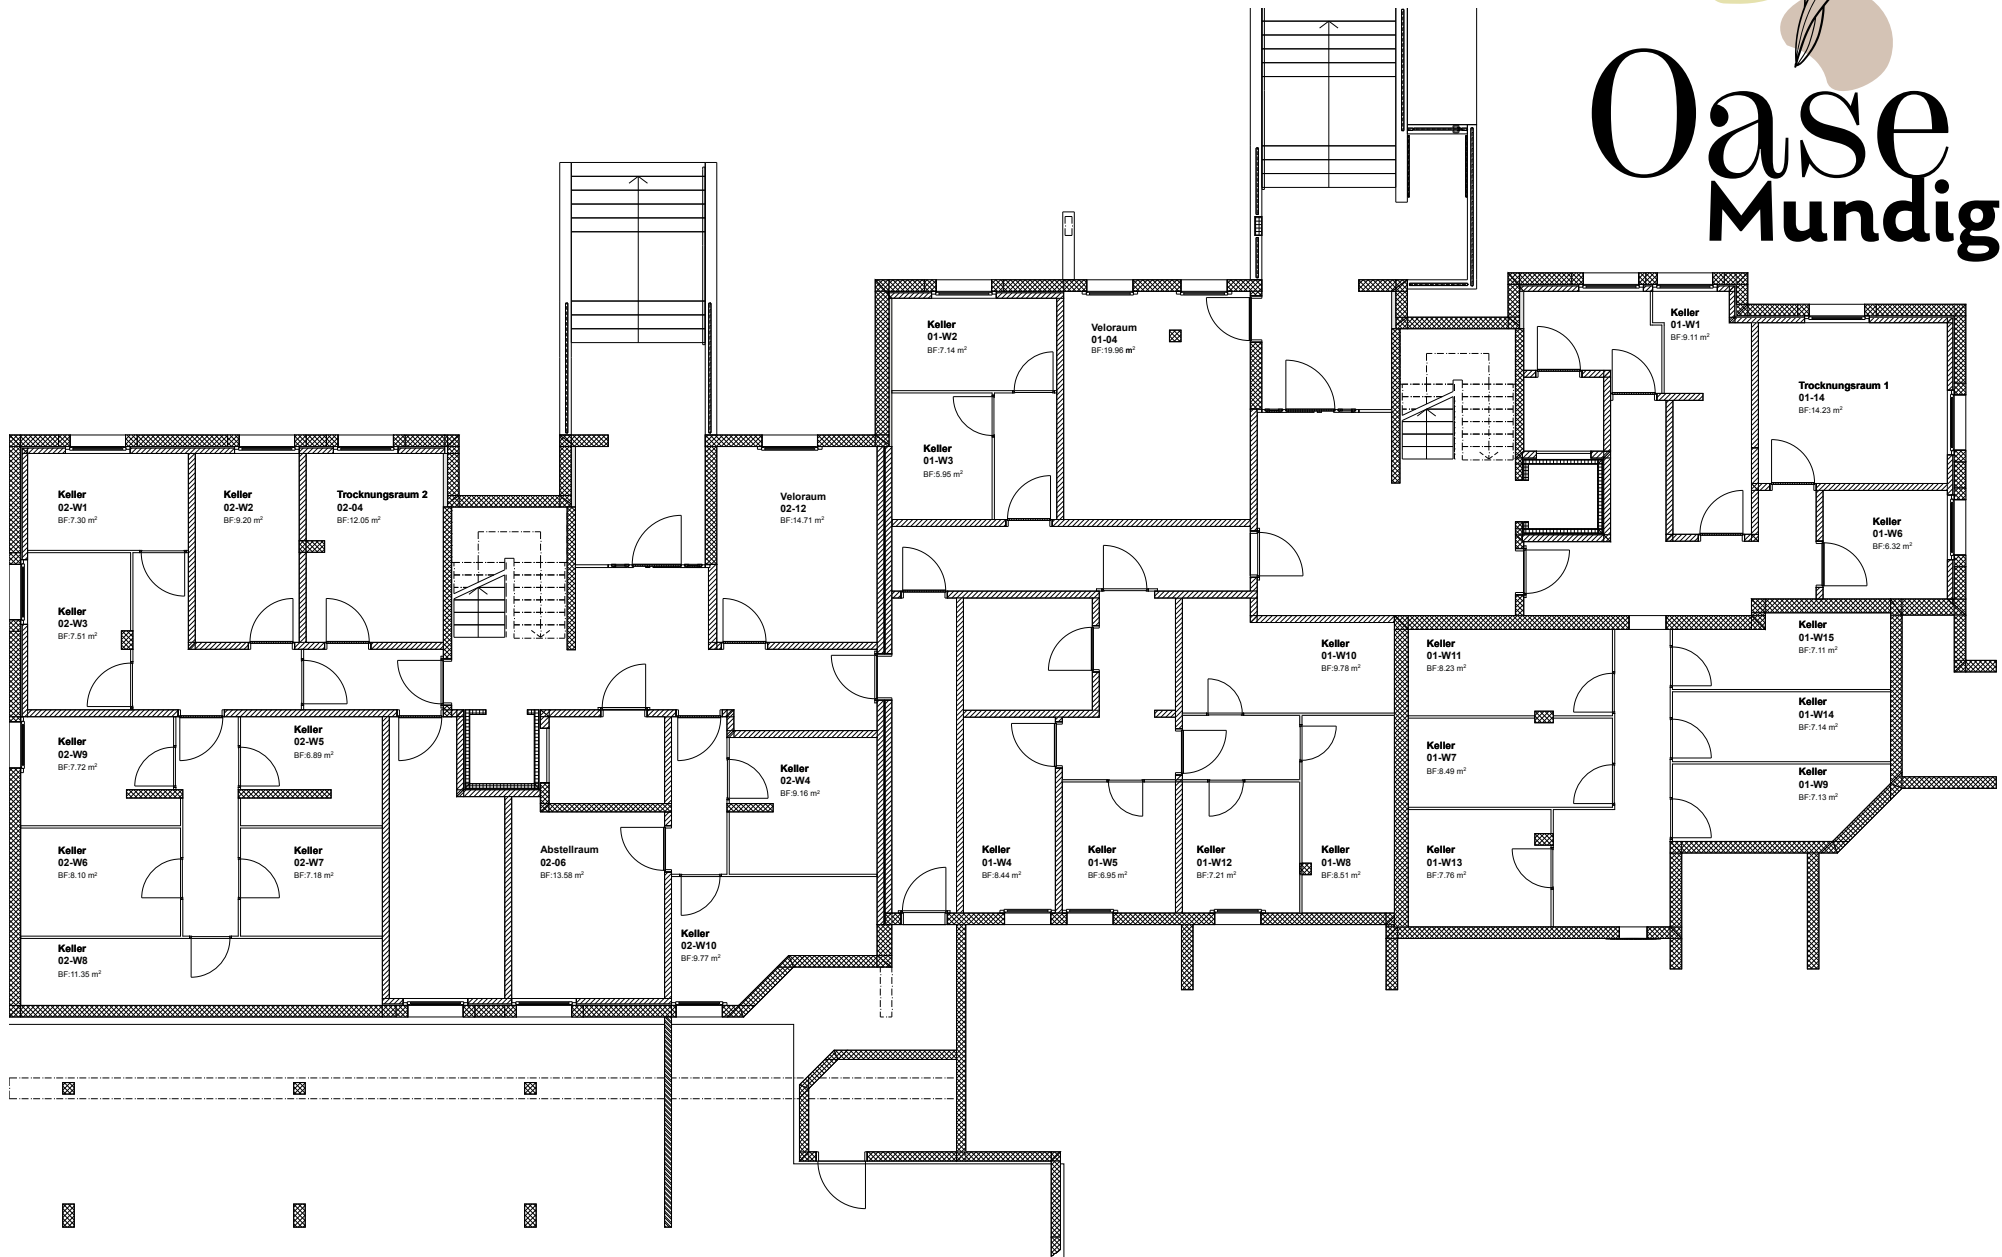 Oase
Mundig
Keller
01-W2
BF:7.14 m²
Veloraum
01-04
BF:19.96 m²
Keller
01-W1
BF:9.11 m²
Trocknungsraum 1
01-14
BF:14.23 m²
Keller
01-W3
BF:5.95 m²
Keller
02-W1
BF:7.30 m²
Keller
02-W2
BF:9.20 m²
Trocknungsraum 2
02-04
BF:12.05 m²
Veloraum
02-12
BF:14.71 m²
Keller
01-W6
BF:6.32 m²
Keller
02-W3
BF:7.51 m²
Keller
01-W10
BF:9.78 m²
Keller
01-W11
BF:8.23 m²
Keller
01-W15
BF:7.11 m²
Keller
01-W14
BF:7.14 m²
Keller
02-W9
BF:7.72 m²
Keller
02-W5
BF:6.89 m²
Keller
02-W4
BF:9.16 m²
Keller
01-W7
BF:8.49 m²
Keller
01-W9
BF:7.13 m²
Keller
02-W6
BF:8.10 m²
Keller
02-W7
BF:7.18 m²
Abstellraum
02-06
BF:13.58 m²
Keller
01-W4
BF:8.44 m²
Keller
01-W5
BF:6.95 m²
Keller
01-W12
BF:7.21 m²
Keller
01-W8
BF:8.51 m²
Keller
01-W13
BF:7.76 m²
Keller
02-W8
BF:11.35 m²
Keller
02-W10
BF:9.77 m²